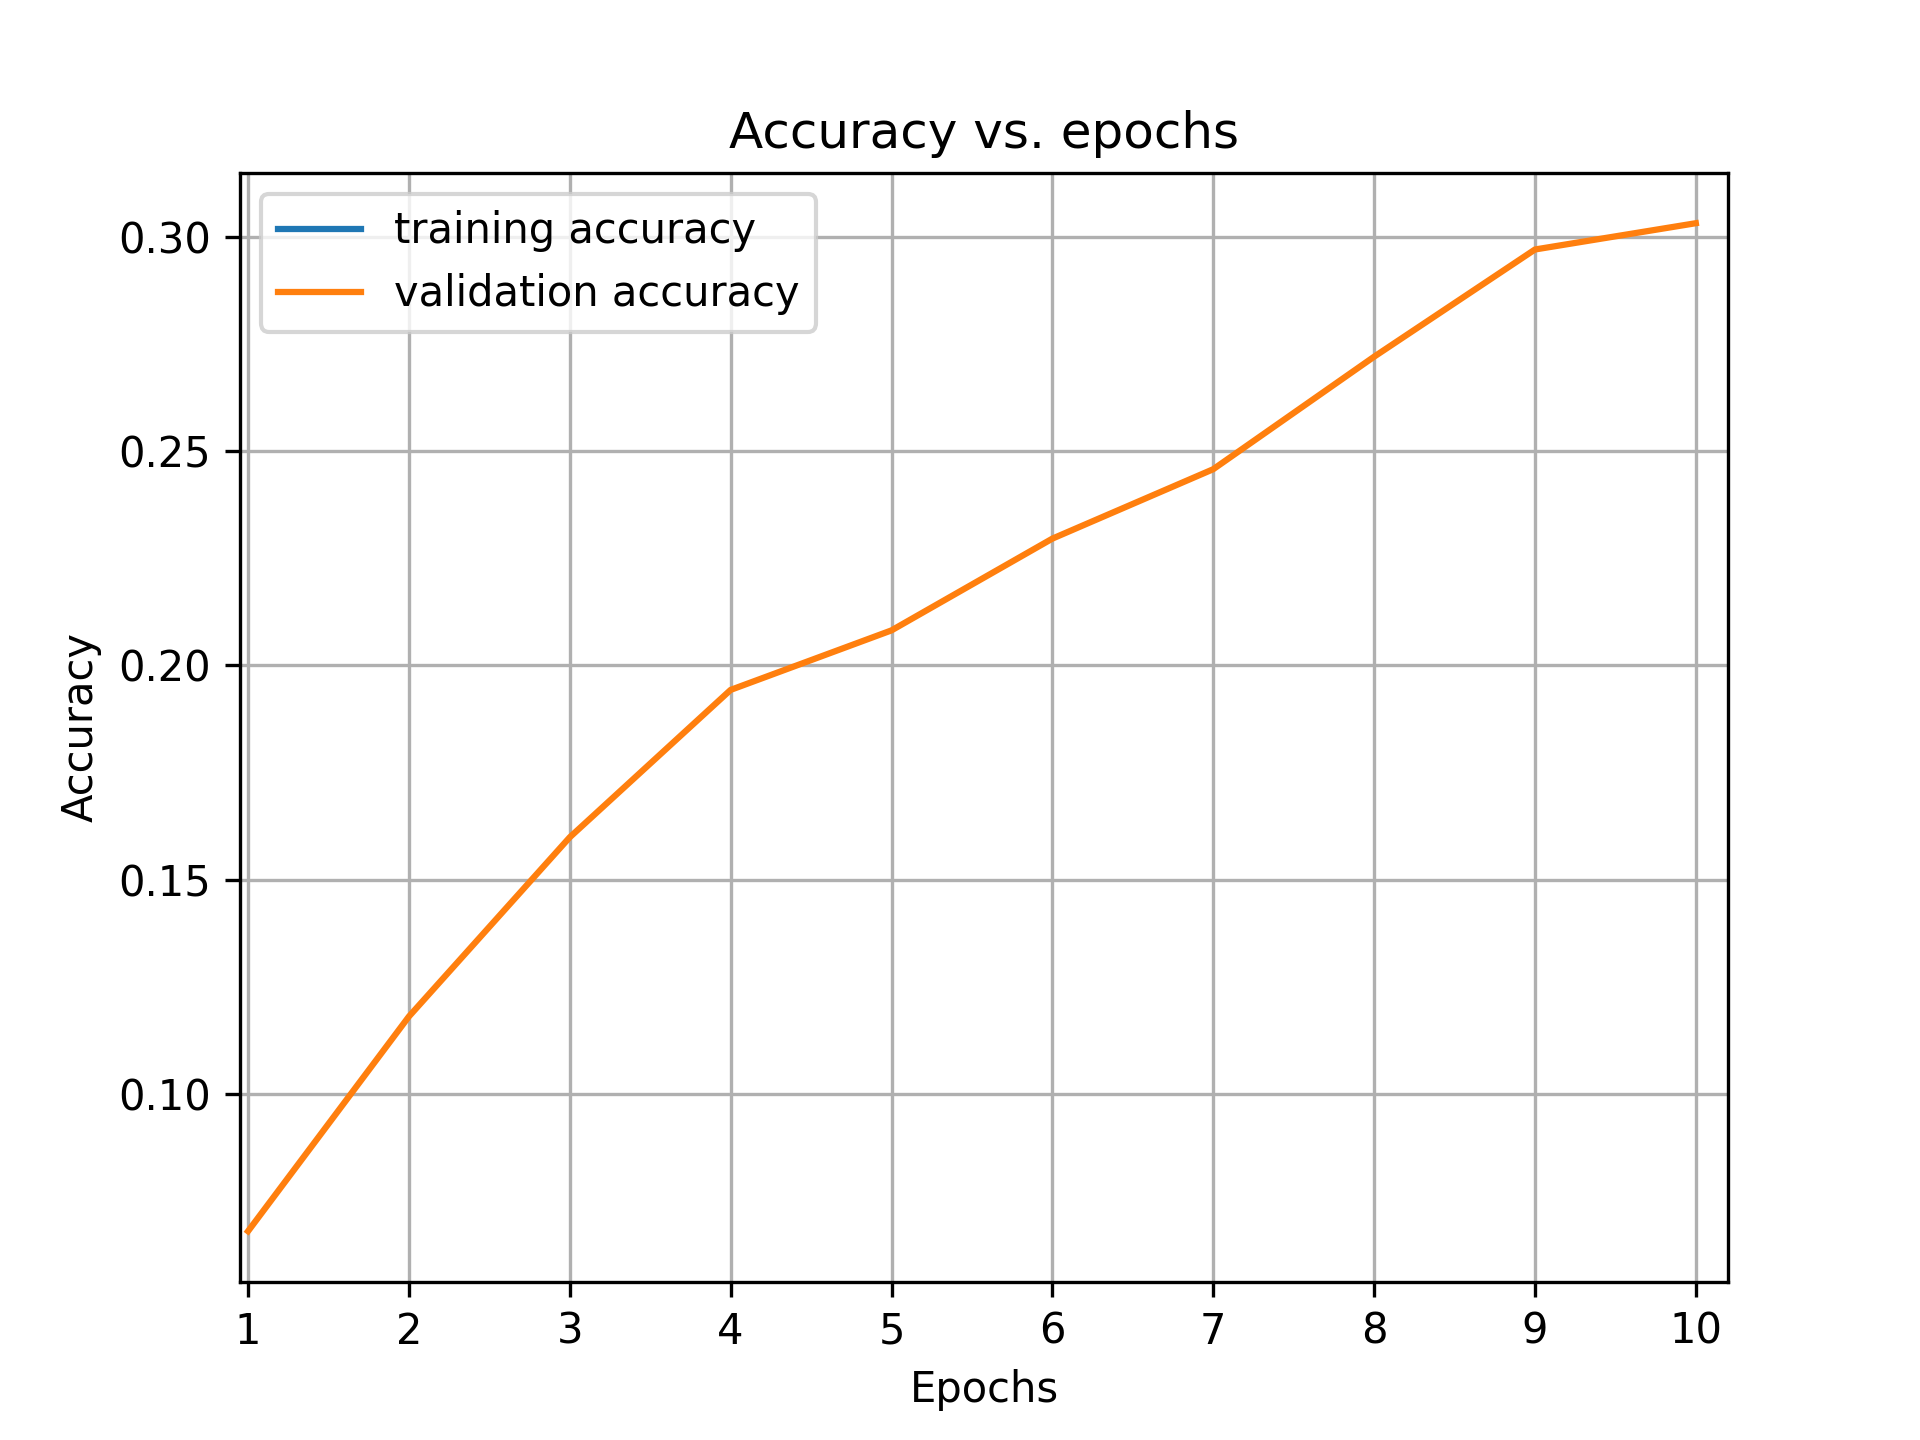 Accuracy vs. epochs
training accuracy
validation accuracy
0.30
0.25
0.20
0.15
0.10
Accuracy
1 2 3 4 5 6 7 8 9 10
Epochs